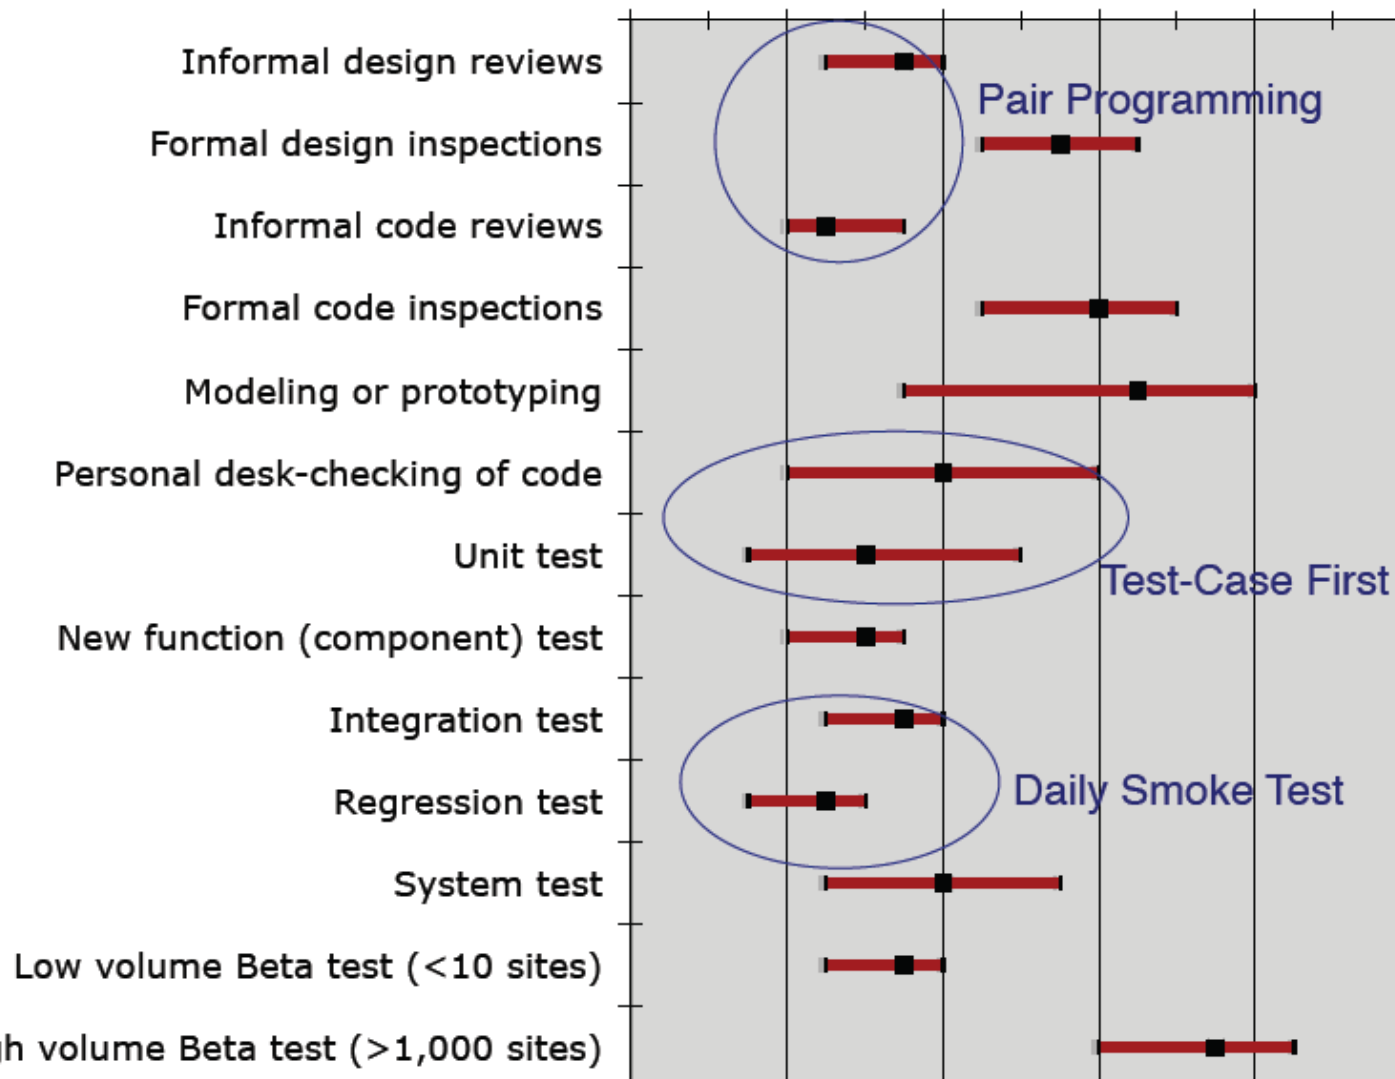 Informal design reviews
Pair Programming
Formal design inspections
Informal code reviews
Formal code inspections
Modeling or prototyping
Personal desk-checking of code
Unit test
Test-Case First
New function (component) test
Integration test
Regression test
Daily Smoke Test
System test
Low volume Beta test (<10 sites)
volume Beta test (>1,000 sites)